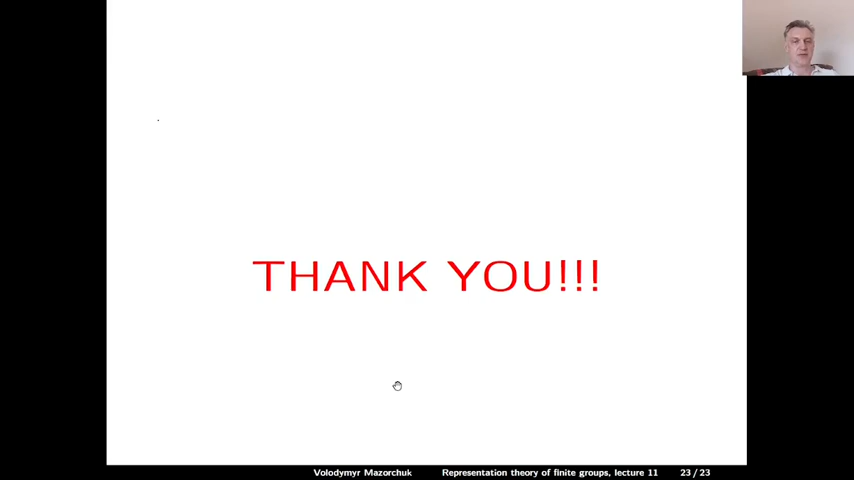 THANK YOU!!!
Volodymyr Mazorchuk Representation theory of finite groups, lecture 11 23 / 23